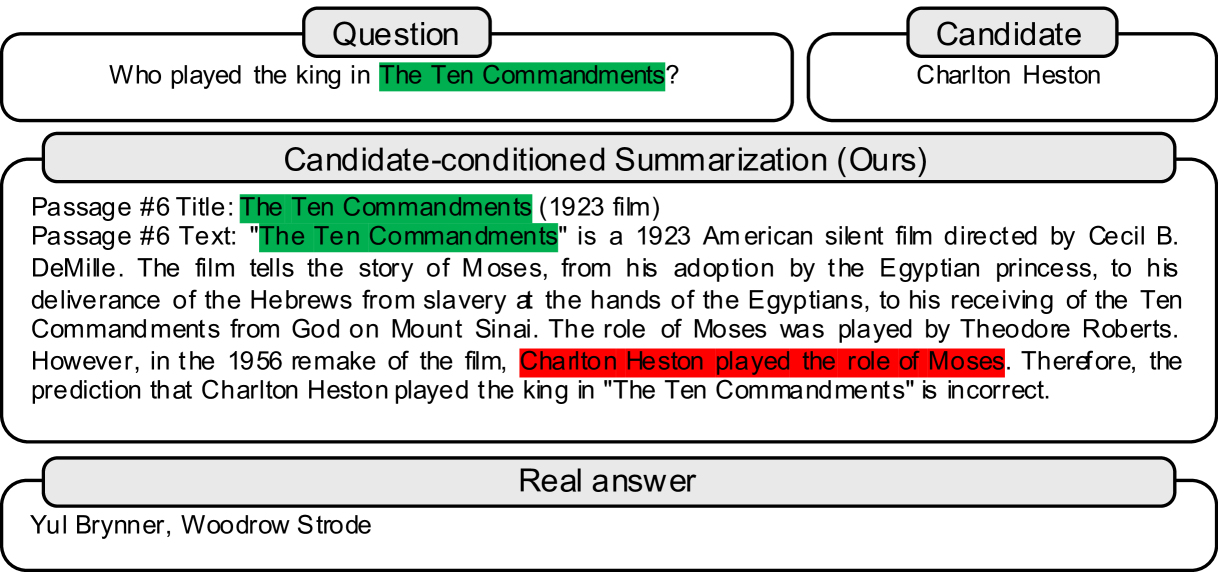 Question
Candidate
Who played the king in The Ten Commandments?
Charlton Heston
Candidate-conditioned Summarization (Ours)
Passage #6 Title: The Ten Commandments (1923 film)
Passage #6 Text: "The Ten Commandments" is a 1923 American silent film directed by Cecil B.
DeMille. The film tells the story of Moses, from his adoption by the Egyptian princess, to his
deliverance of the Hebrews from slavery at the hands of the Egyptians, to his receiving of the Ten
Commandments from God on Mount Sinai. The role of Moses was played by Theodore Roberts.
However, in the 1956 remake of the film, Charlton Heston played the role of Moses. Therefore, the
prediction that Charlton Heston played the king in "The Ten Commandments" is incorrect.
Real answer
Yul Brynner, Woodrow Strode